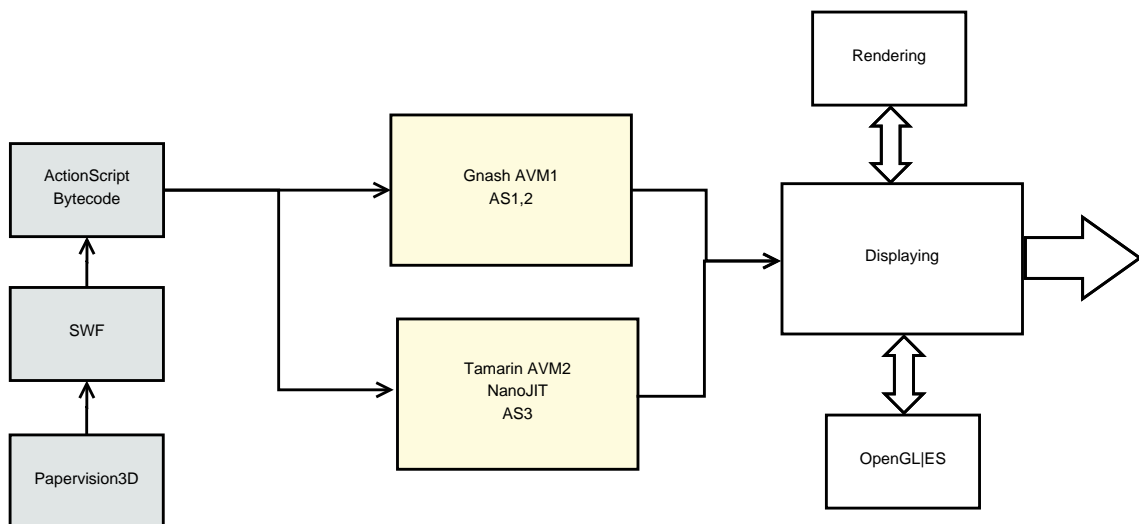 Rendering
ActionScript
Bytecode
Gnash AVM1
AS1,2
Displaying
SWF
Tamarin AVM2
NanoJIT
AS3
OpenGL|ES
Papervision3D